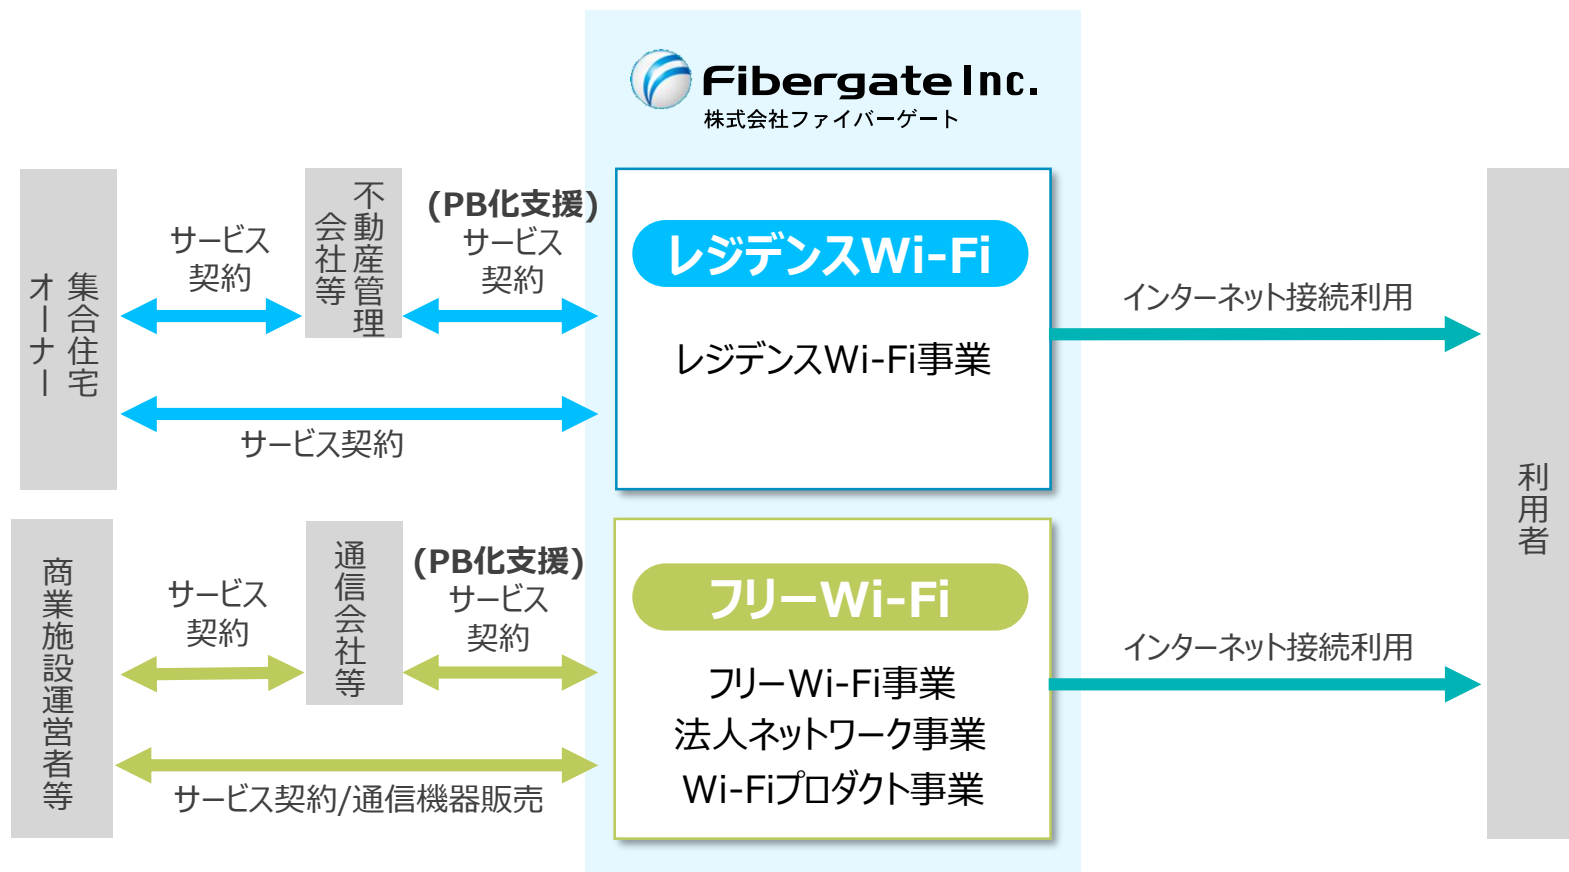 Fibergate Inc.
株式会社ファイバーゲート
集合住宅
オーナー
サービス
契約
不動産管理
会社等
(PB化支援)
サービス
契約
サービス契約
レジデンスWi-Fi
レジデンスWi-Fi事業
インターネット接続利用
商業施設運営者等
サービス
契約
通信会社等
(PB化支援)
サービス
契約
サービス契約/通信機器販売
フリーWi-Fi
フリーWi-Fi事業
法人ネットワーク事業
Wi-Fiプロダクト事業
インターネット接続利用
利用者